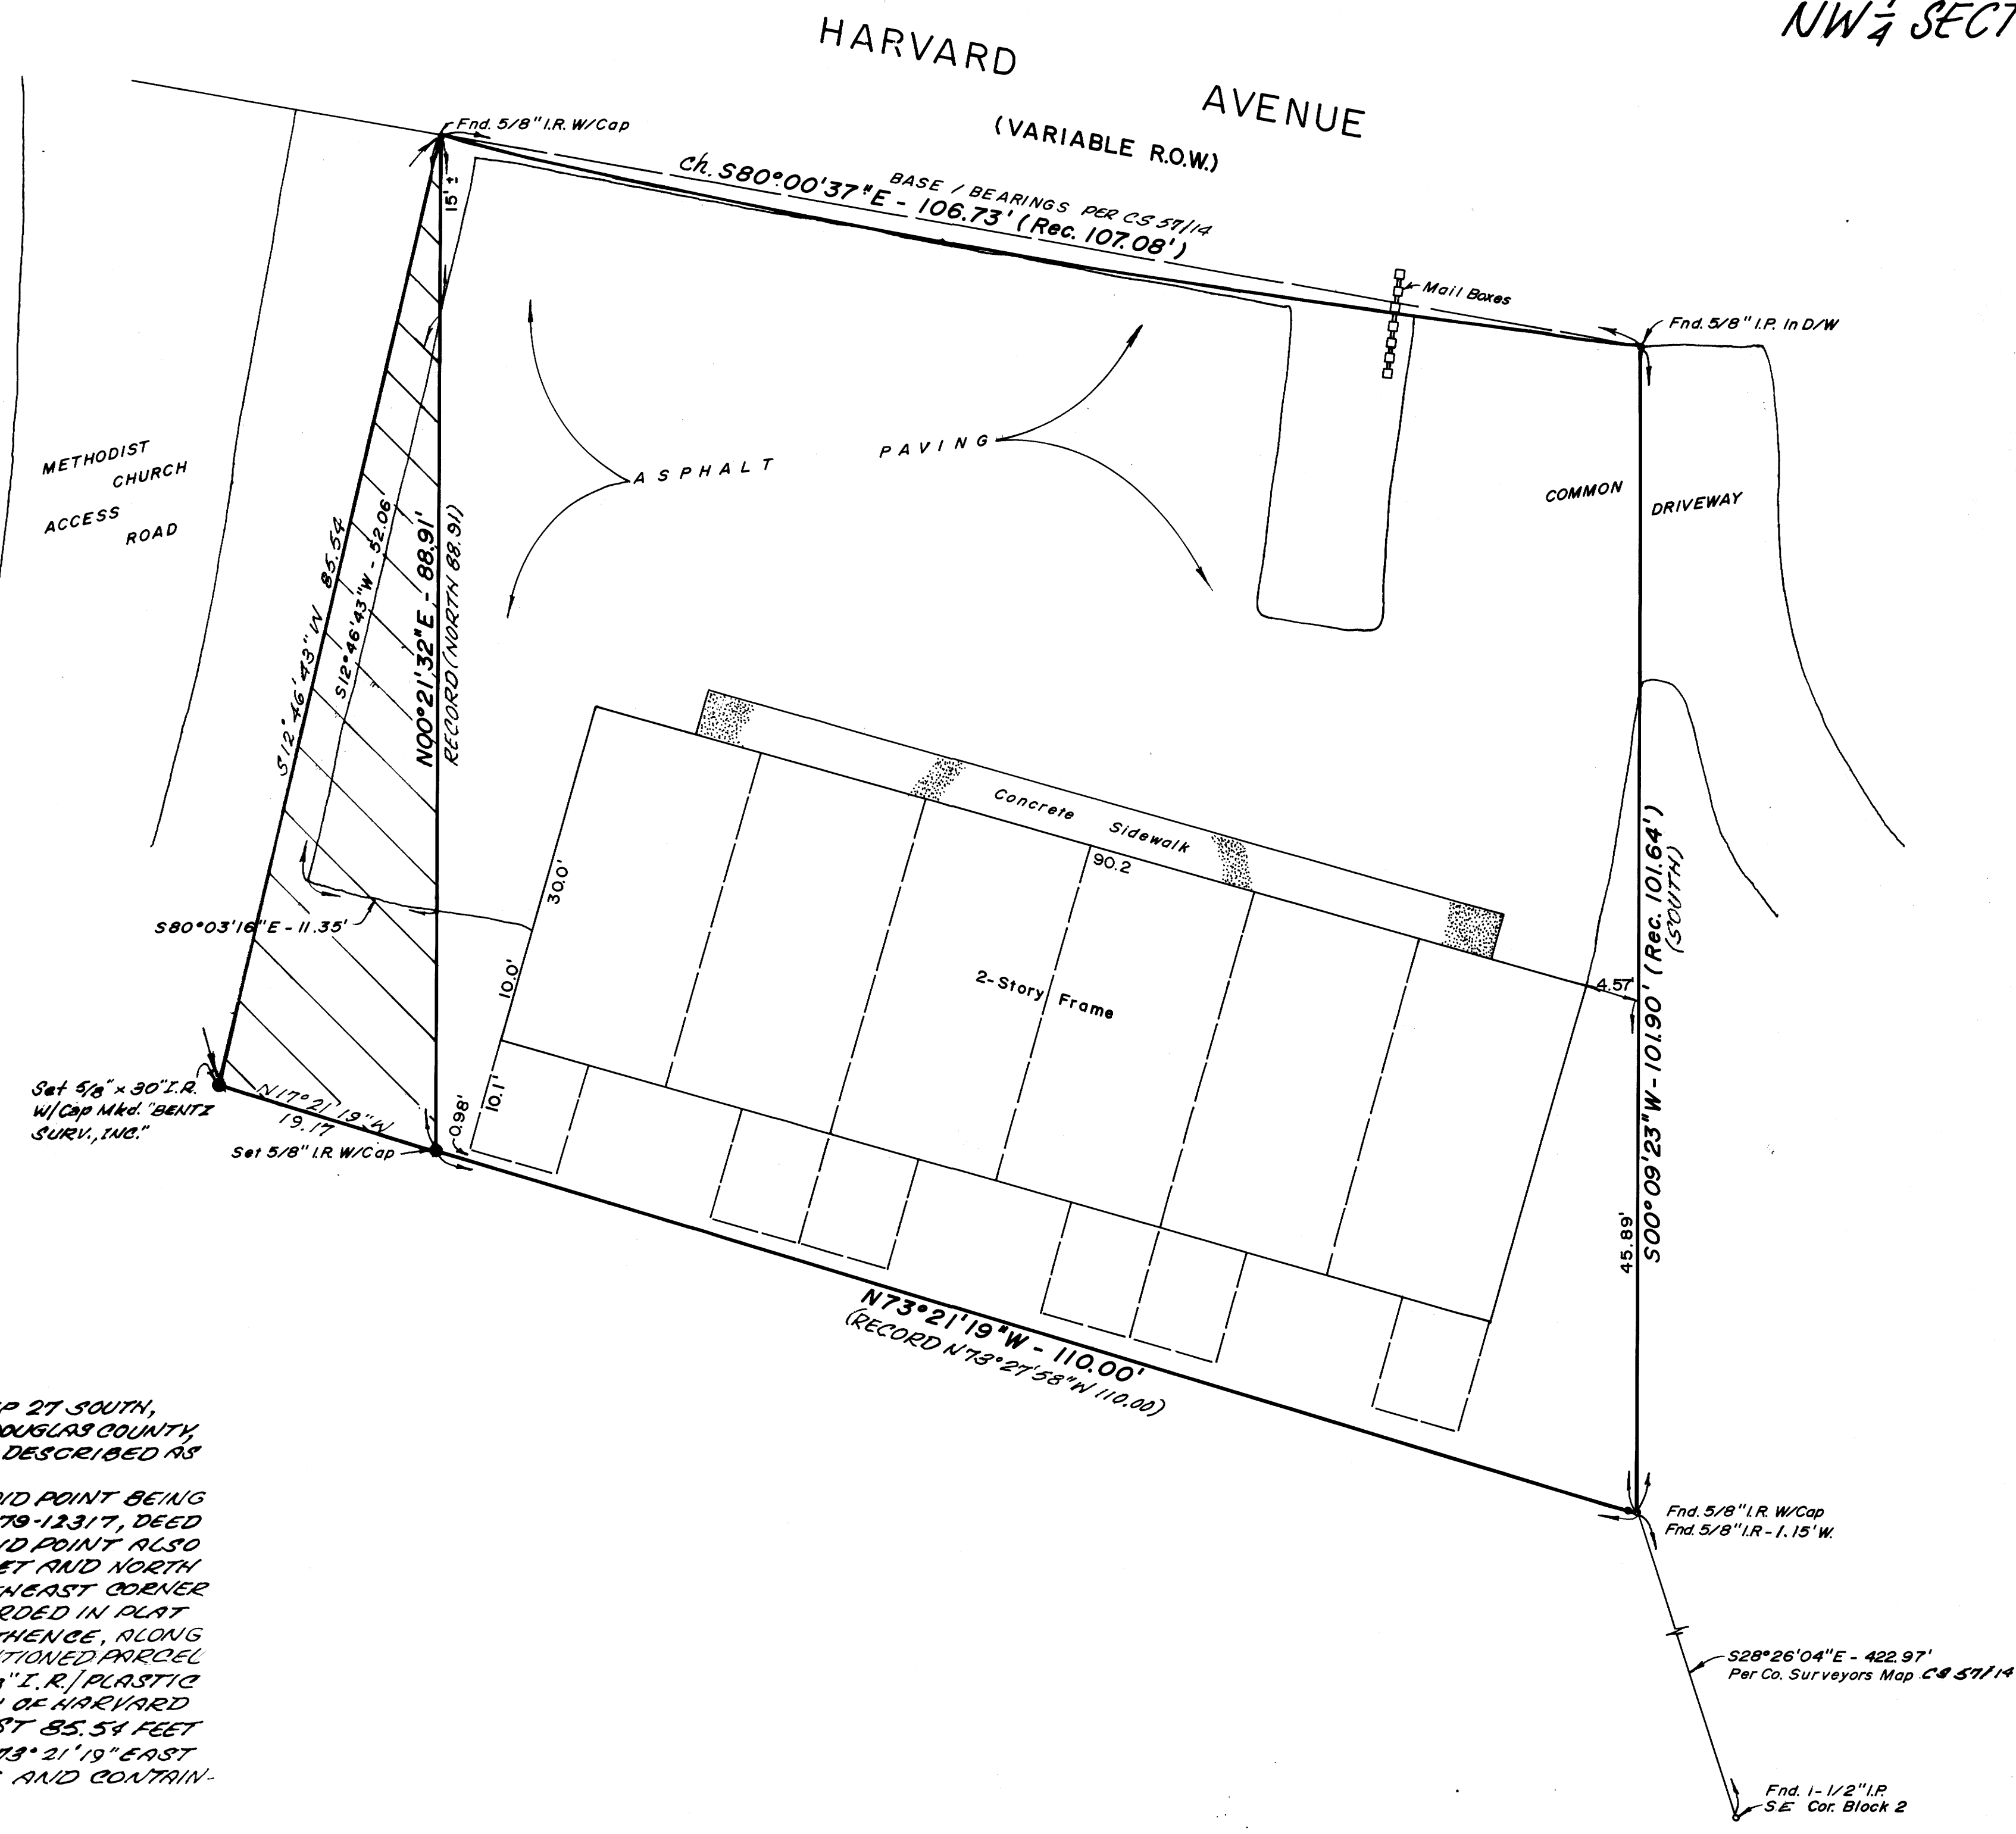 NW 1/4 SECT
HARVARD
AVENUE
(VARIABLE R.O.W.)
Fnd. 5/8" I.R. W/Cap
15' ±
BASE / BEARINGS PER CS 57/14
Ch. S80°00'37"E - 106.73' (Rec. 107.08')
Mail Boxes
Fnd. 5/8" I.P. In D/W
METHODIST
CHURCH
ACCESS
ROAD
ASPHALT
PAVING
COMMON
DRIVEWAY
S12°46'43"W 85.54
S12°46'43"W - 52.06'
N00°21'32"E - 88.91'
RECORD (NORTH 88.91)
Concrete Sidewalk
90.2
30.0'
S80°03'16"E - 11.35'
10.0'
2-Story Frame
4.57'
S00°09'23"W - 101.90' (Rec. 101.64')
(SOUTH)
45.89'
Set 5/8" x 30" I.R.
W/Cap Mkd. "BENTZ
SURV., INC."
N17°21'19"W
19.17
Set 5/8" I.R. W/Cap
0.98'
10.1'
N73°21'19"W - 110.00'
(RECORD N73°27'58"W 110.00)
P 27 SOUTH,
DOUGLAS COUNTY,
DESCRIBED AS
ID POINT BEING
79-12317, DEED
ID POINT ALSO
ET AND NORTH
HEAST CORNER
RDED IN PLAT
THENCE, ALONG
TIONED PARCEL
" I.R./PLASTIC
OF HARVARD
ST 85.54 FEET
73°21'19" EAST
AND CONTAIN-
Fnd. 5/8" I.R. W/Cap
Fnd. 5/8" I.R - 1.15' W.
S28°26'04"E - 422.97'
Per Co. Surveyors Map CS 57/14
Fnd. 1-1/2" I.P.
S.E Cor. Block 2